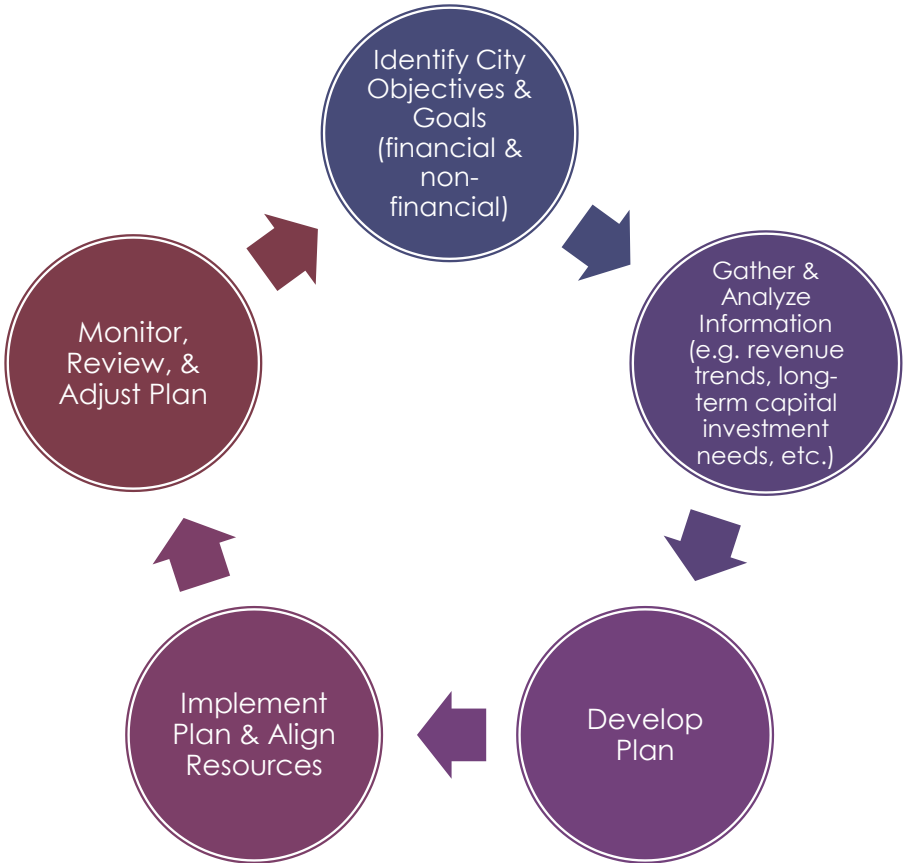 Identify City
Objectives &
Goals
(financial &
non-
financial)
Gather &
Analyze
Information
(e.g. revenue
trends, long-
term capital
investment
needs, etc.)
Develop
Plan
Implement
Plan & Align
Resources
Monitor,
Review, &
Adjust Plan